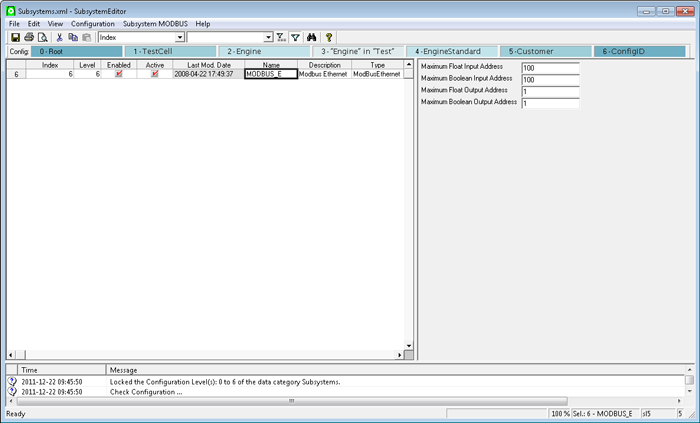 Subsystems.xml - SubsystemEditor
File Edit View Configuration Subsystem MODBUS Help
Index
Config: 0 - Root 1 - TestCell 2 - Engine 3 - "Engine" in "Test" 4 - EngineStandard 5 - Customer 6 - ConfigID
Index Level Enabled Active Last Mod. Date Name Description Type
6 6 6 2008-04-22 17:49:37 MODBUS_E Modbus Ethernet ModBusEthernet
Maximum Float Input Address 100
Maximum Boolean Input Address 100
Maximum Float Output Address 1
Maximum Boolean Output Address 1
Time Message
2011-12-22 09:45:50 Locked the Configuration Level(s): 0 to 6 of the data category Subsystems.
2011-12-22 09:45:50 Check Configuration ...
Ready 100 % Sel.: 6 - MODBUS_E sl5 5